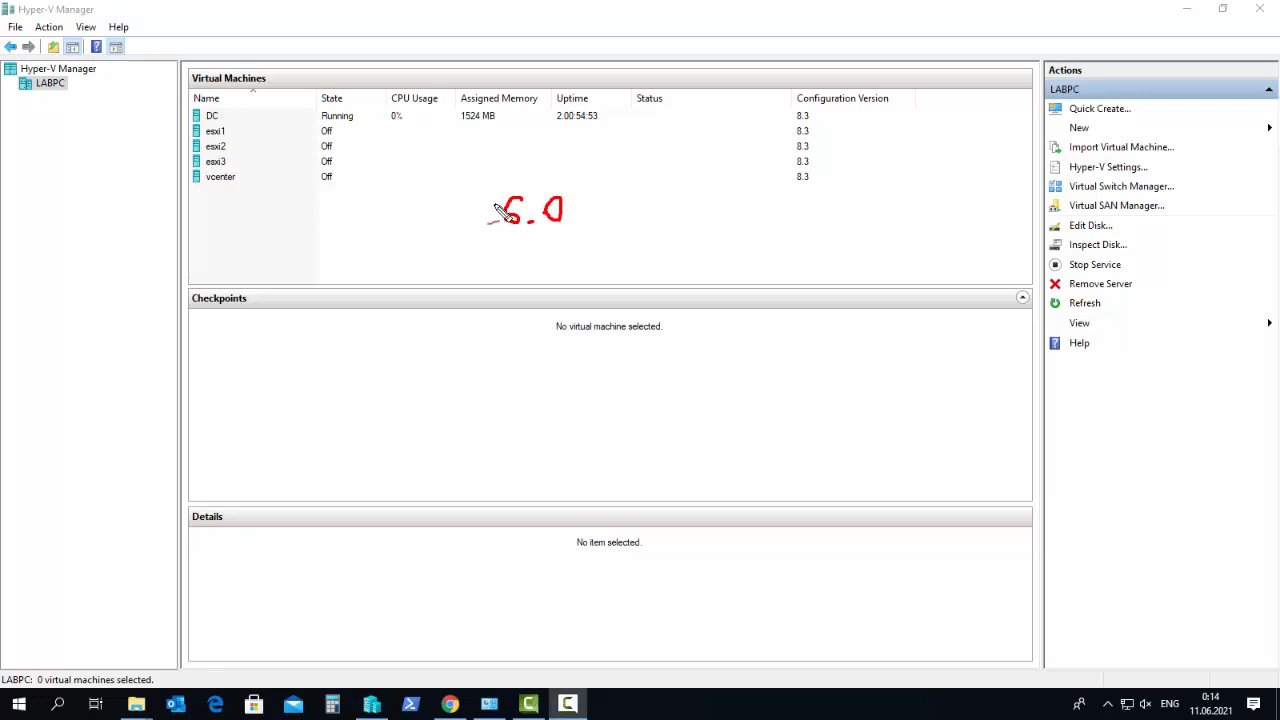 Hyper-V Manager
File Action View Help
Hyper-V Manager
LABPC
Virtual Machines
Name State CPU Usage Assigned Memory Uptime Status Configuration Version
DC Running 0% 1524 MB 2.00:54:53 8.3
esxi1 Off 8.3
esxi2 Off 8.3
esxi3 Off 8.3
vcenter Off 8.3
6.0
Checkpoints
No virtual machine selected.
Details
No item selected.
Actions
LABPC
Quick Create...
New
Import Virtual Machine...
Hyper-V Settings...
Virtual Switch Manager...
Virtual SAN Manager...
Edit Disk...
Inspect Disk...
Stop Service
Remove Server
Refresh
View
Help
LABPC: 0 virtual machines selected.
ENG
0:14
11.06.2021